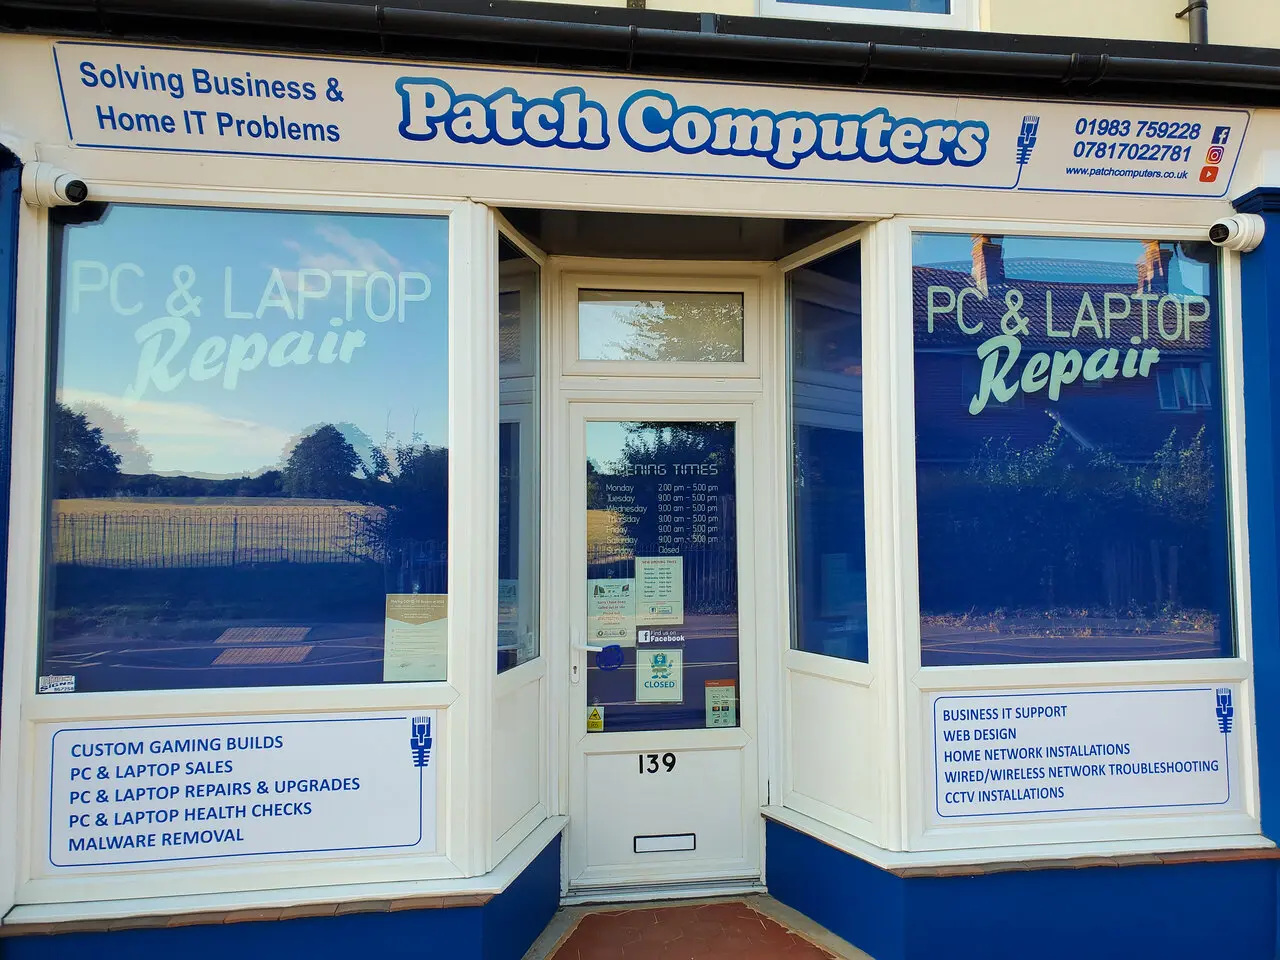 Solving Business &
Home IT Problems
Patch Computers
01983 759228
07817022781
www.patchcomputers.co.uk
PC & LAPTOP
Repair
PC & LAPTOP
Repair
OPENING TIMES
Monday 2.00 pm - 5.00 pm
Tuesday 9.00 am - 5.00 pm
Wednesday 9.00 am - 5.00 pm
Thursday 9.00 am - 5.00 pm
Friday 9.00 am - 5.00 pm
Saturday 9.00 am - 5.00 pm
Sunday Closed
NEW OPENING TIMES
Find us on
Facebook
CLOSED
139
SIGNS
CUSTOM GAMING BUILDS
PC & LAPTOP SALES
PC & LAPTOP REPAIRS & UPGRADES
PC & LAPTOP HEALTH CHECKS
MALWARE REMOVAL
BUSINESS IT SUPPORT
WEB DESIGN
HOME NETWORK INSTALLATIONS
WIRED/WIRELESS NETWORK TROUBLESHOOTING
CCTV INSTALLATIONS